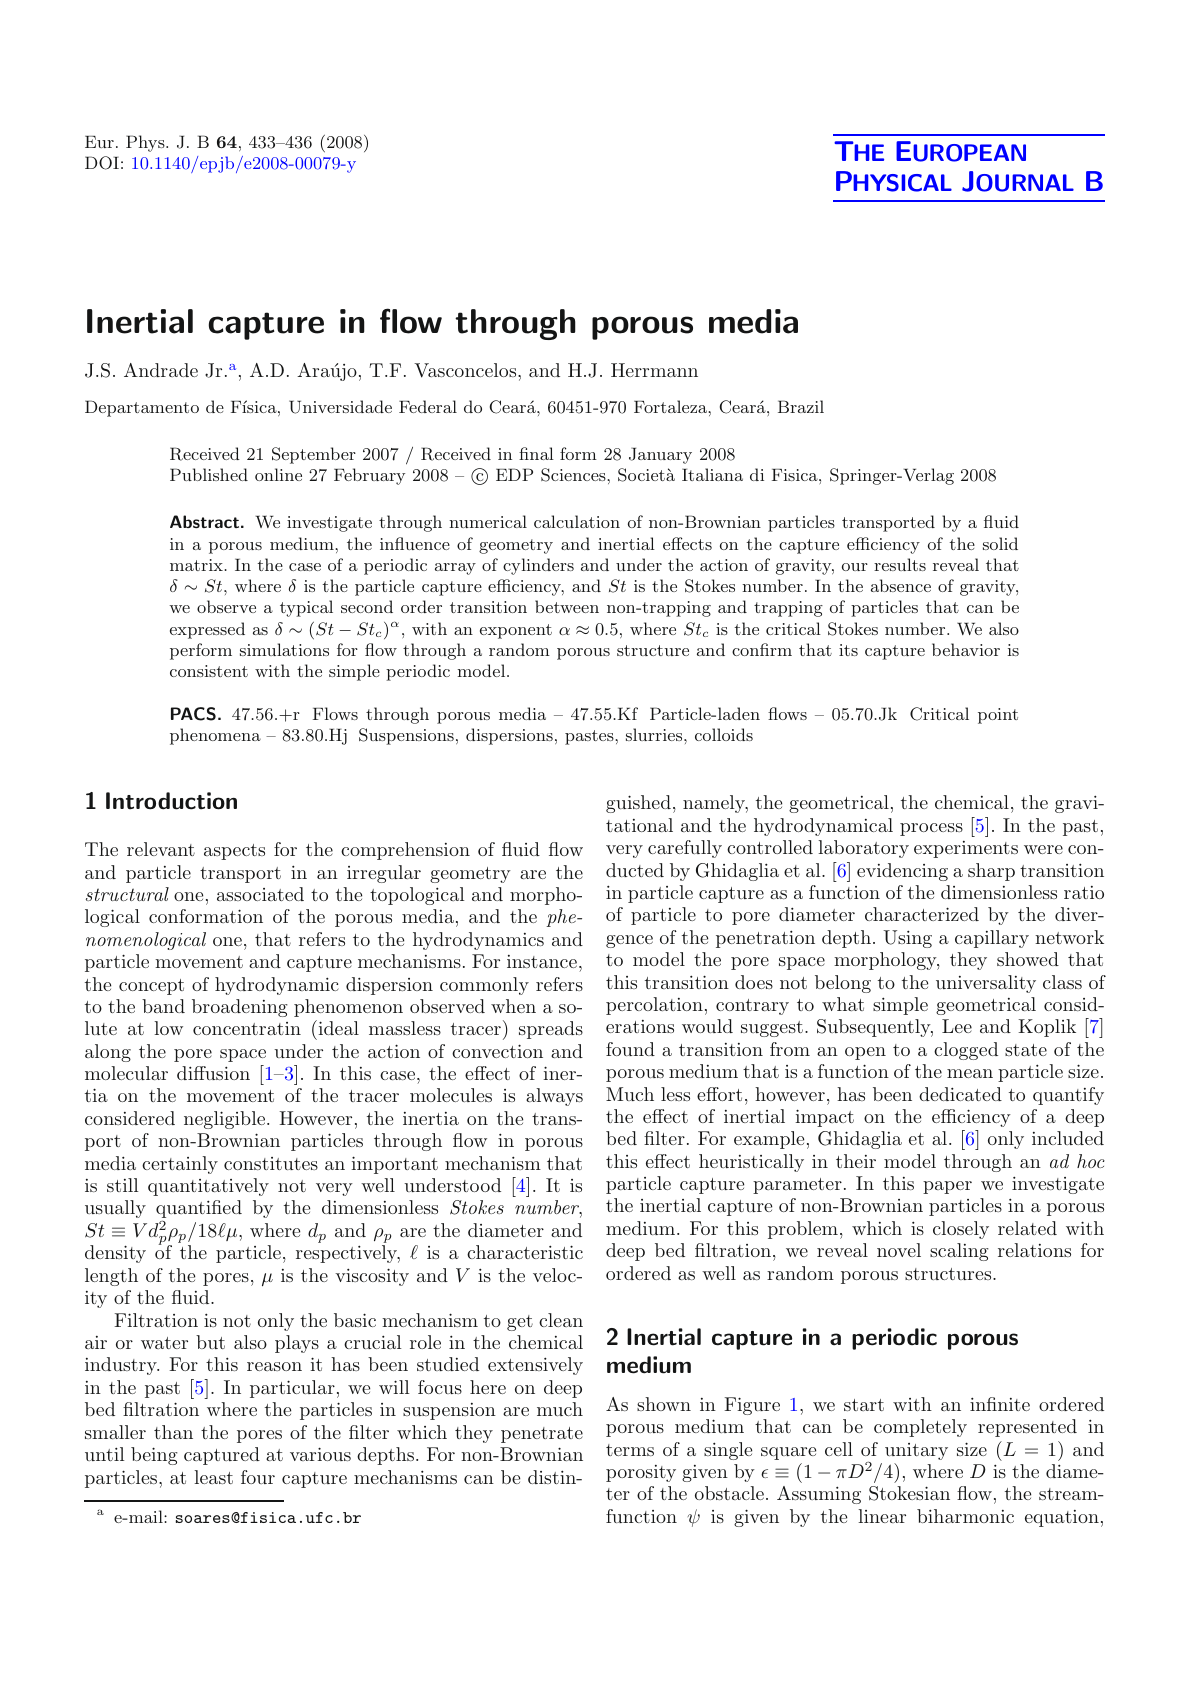 Eur. Phys. J. B 64, 433–436 (2008)
DOI: 10.1140/epjb/e2008-00079-y
THE EUROPEAN
PHYSICAL JOURNAL B
Inertial capture in flow through porous media
J.S. Andrade Jr.a, A.D. Araújo, T.F. Vasconcelos, and H.J. Herrmann
Departamento de Física, Universidade Federal do Ceará, 60451-970 Fortaleza, Ceará, Brazil
Received 21 September 2007 / Received in final form 28 January 2008
Published online 27 February 2008 – © EDP Sciences, Società Italiana di Fisica, Springer-Verlag 2008
Abstract. We investigate through numerical calculation of non-Brownian particles transported by a fluid
in a porous medium, the influence of geometry and inertial effects on the capture efficiency of the solid
matrix. In the case of a periodic array of cylinders and under the action of gravity, our results reveal that
δ ∼ St, where δ is the particle capture efficiency, and St is the Stokes number. In the absence of gravity,
we observe a typical second order transition between non-trapping and trapping of particles that can be
expressed as δ ∼ (St − St_c)^α, with an exponent α ≈ 0.5, where St_c is the critical Stokes number. We also
perform simulations for flow through a random porous structure and confirm that its capture behavior is
consistent with the simple periodic model.
PACS. 47.56.+r Flows through porous media – 47.55.Kf Particle-laden flows – 05.70.Jk Critical point
phenomena – 83.80.Hj Suspensions, dispersions, pastes, slurries, colloids
1 Introduction
The relevant aspects for the comprehension of fluid flow
and particle transport in an irregular geometry are the
structural one, associated to the topological and morpho-
logical conformation of the porous media, and the phe-
nomenological one, that refers to the hydrodynamics and
particle movement and capture mechanisms. For instance,
the concept of hydrodynamic dispersion commonly refers
to the band broadening phenomenon observed when a so-
lute at low concentratin (ideal massless tracer) spreads
along the pore space under the action of convection and
molecular diffusion [1–3]. In this case, the effect of iner-
tia on the movement of the tracer molecules is always
considered negligible. However, the inertia on the trans-
port of non-Brownian particles through flow in porous
media certainly constitutes an important mechanism that
is still quantitatively not very well understood [4]. It is
usually quantified by the dimensionless Stokes number,
St ≡ Vd_p^2ρ_p/18ℓμ, where d_p and ρ_p are the diameter and
density of the particle, respectively, ℓ is a characteristic
length of the pores, μ is the viscosity and V is the veloc-
ity of the fluid.
Filtration is not only the basic mechanism to get clean
air or water but also plays a crucial role in the chemical
industry. For this reason it has been studied extensively
in the past [5]. In particular, we will focus here on deep
bed filtration where the particles in suspension are much
smaller than the pores of the filter which they penetrate
until being captured at various depths. For non-Brownian
particles, at least four capture mechanisms can be distin-
a e-mail: soares@fisica.ufc.br
guished, namely, the geometrical, the chemical, the gravi-
tational and the hydrodynamical process [5]. In the past,
very carefully controlled laboratory experiments were con-
ducted by Ghidaglia et al. [6] evidencing a sharp transition
in particle capture as a function of the dimensionless ratio
of particle to pore diameter characterized by the diver-
gence of the penetration depth. Using a capillary network
to model the pore space morphology, they showed that
this transition does not belong to the universality class of
percolation, contrary to what simple geometrical consid-
erations would suggest. Subsequently, Lee and Koplik [7]
found a transition from an open to a clogged state of the
porous medium that is a function of the mean particle size.
Much less effort, however, has been dedicated to quantify
the effect of inertial impact on the efficiency of a deep
bed filter. For example, Ghidaglia et al. [6] only included
this effect heuristically in their model through an ad hoc
particle capture parameter. In this paper we investigate
the inertial capture of non-Brownian particles in a porous
medium. For this problem, which is closely related with
deep bed filtration, we reveal novel scaling relations for
ordered as well as random porous structures.
2 Inertial capture in a periodic porous
medium
As shown in Figure 1, we start with an infinite ordered
porous medium that can be completely represented in
terms of a single square cell of unitary size (L = 1) and
porosity given by ϵ ≡ (1 − πD²/4), where D is the diame-
ter of the obstacle. Assuming Stokesian flow, the stream-
function ψ is given by the linear biharmonic equation,